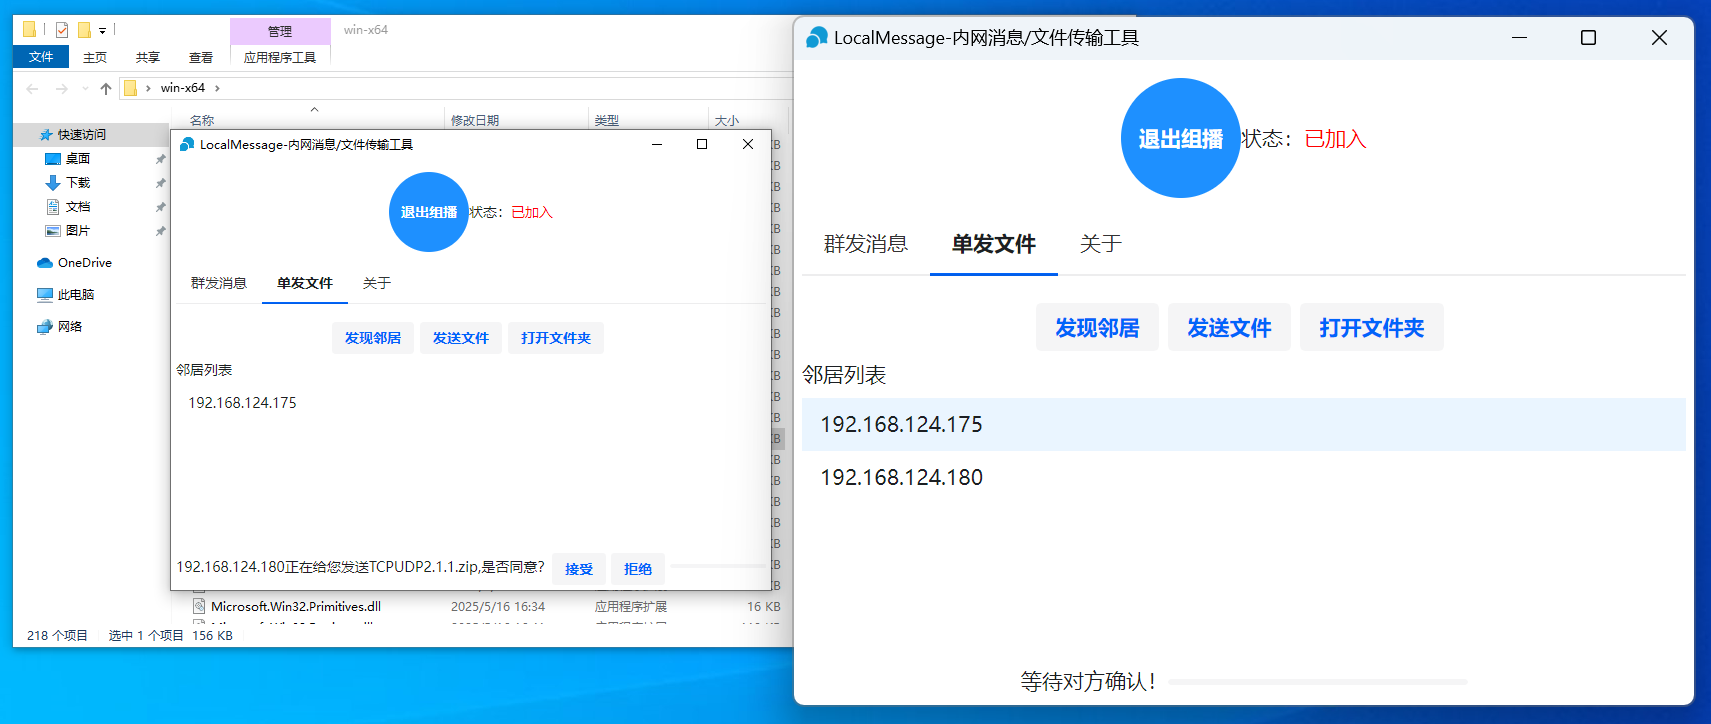 管理
win-x64
文件
主页
共享
查看
应用程序工具
win-x64
名称
修改日期
类型
大小
快速访问
桌面
下载
文档
图片
OneDrive
此电脑
网络
LocalMessage-内网消息/文件传输工具
退出组播
状态：已加入
群发消息
单发文件
关于
发现邻居
发送文件
打开文件夹
邻居列表
192.168.124.175
192.168.124.180正在给您发送TCPUDP2.1.1.zip,是否同意?
接受
拒绝
Microsoft.Win32.Primitives.dll
2025/5/16 16:34
应用程序扩展
16 KB
218 个项目
选中 1 个项目
156 KB
LocalMessage-内网消息/文件传输工具
退出组播
状态：已加入
群发消息
单发文件
关于
发现邻居
发送文件
打开文件夹
邻居列表
192.168.124.175
192.168.124.180
等待对方确认！